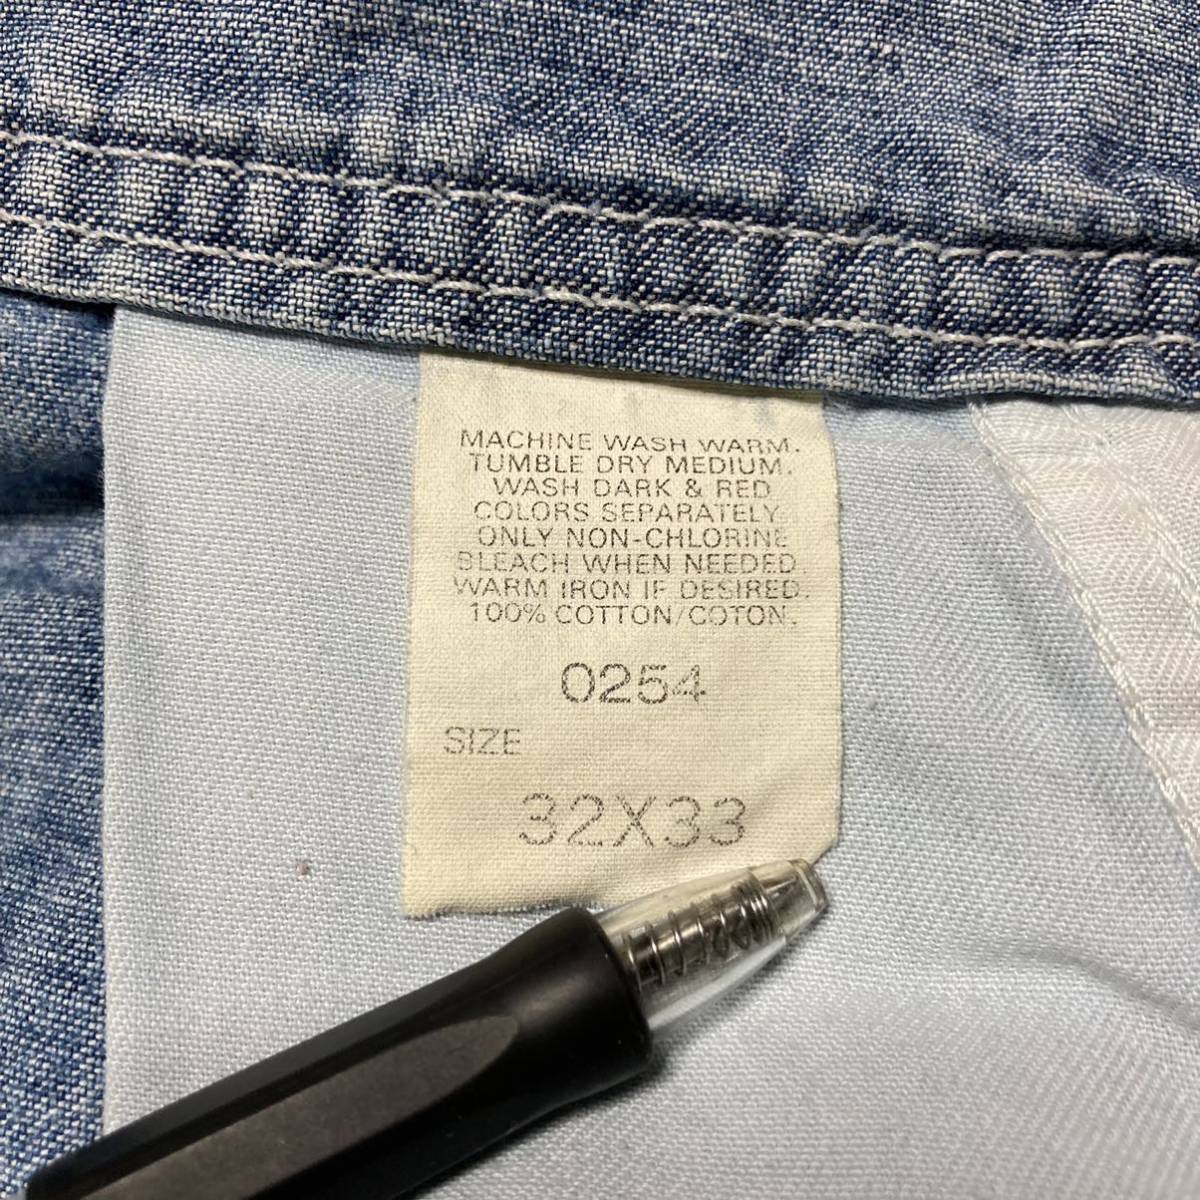 MACHINE WASH WARM.
TUMBLE DRY MEDIUM.
WASH DARK & RED
COLORS SEPARATELY.
ONLY NON-CHLORINE
BLEACH WHEN NEEDED.
WARM IRON IF DESIRED.
100% COTTON/COTON.
0254
SIZE
32X33